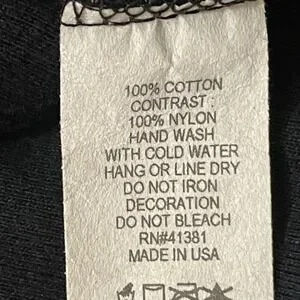 100% COTTON
CONTRAST :
100% NYLON
HAND WASH
WITH COLD WATER
HANG OR LINE DRY
DO NOT IRON
DECORATION
DO NOT BLEACH
RN#41381
MADE IN USA